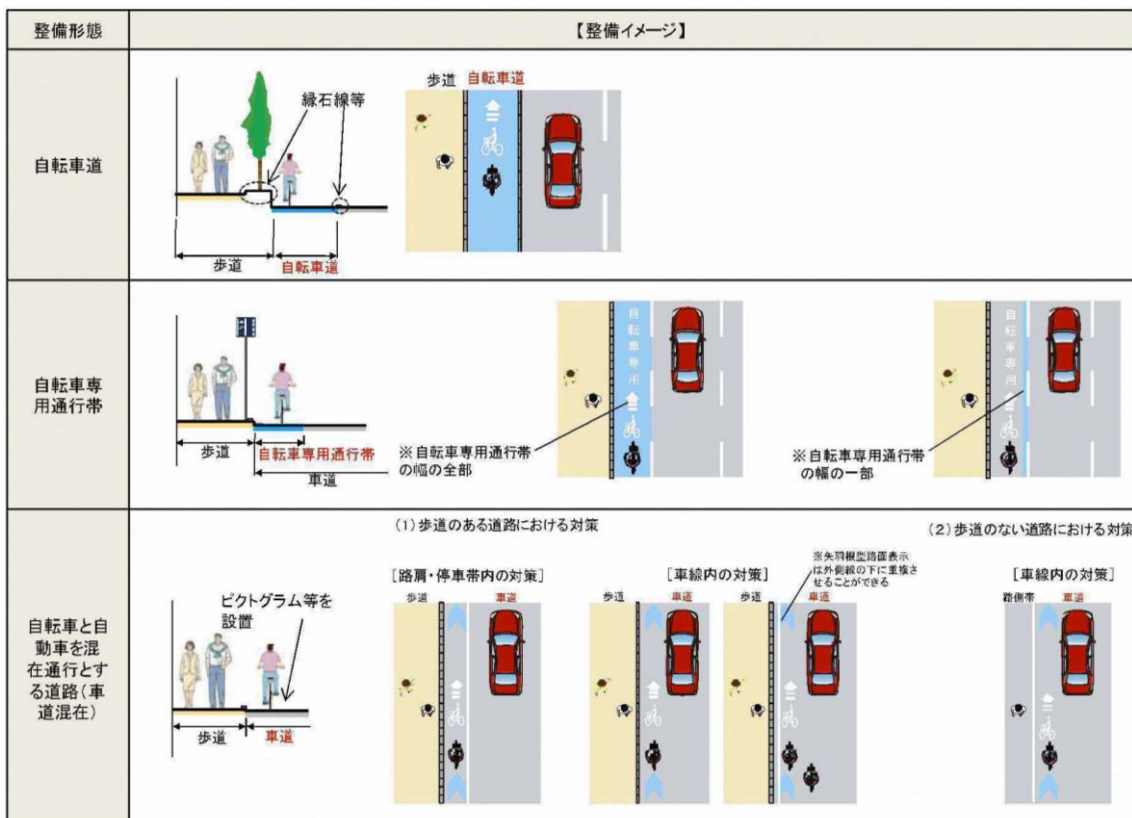 整備形態
【整備イメージ】
自転車道
縁石線等
歩道
自転車道
歩道 自転車道
自転車専
用通行帯
歩道
自転車専用通行帯
車道
自転車専用
※自転車専用通行帯
の幅の全部
自転車専用
※自転車専用通行帯
の幅の一部
自転車と自
動車を混
在通行とす
る道路(車
道混在)
ピクトグラム等を
設置
歩道
車道
(1)歩道のある道路における対策
[路肩・停車帯内の対策]
歩道 車道
[車線内の対策]
歩道 車道
※矢羽根型路面表示
は外側線の下に重複さ
せることができる
歩道 車道
(2)歩道のない道路における対策
[車線内の対策]
路側帯 車道